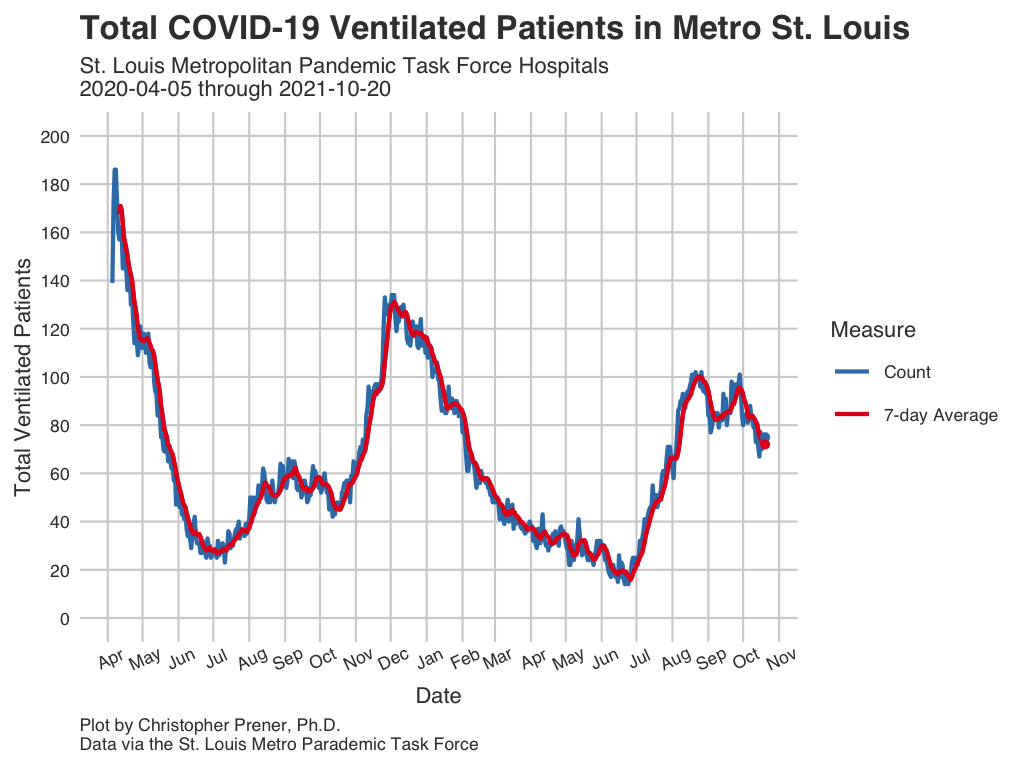 Total COVID-19 Ventilated Patients in Metro St. Louis
St. Louis Metropolitan Pandemic Task Force Hospitals
2020-04-05 through 2021-10-20
Total Ventilated Patients
200
180
160
140
120
100
80
60
40
20
0
Apr May Jun Jul Aug Sep Oct Nov Dec Jan Feb Mar Apr May Jun Jul Aug Sep Oct Nov
Date
Measure
Count
7-day Average
Plot by Christopher Prener, Ph.D.
Data via the St. Louis Metro Parademic Task Force